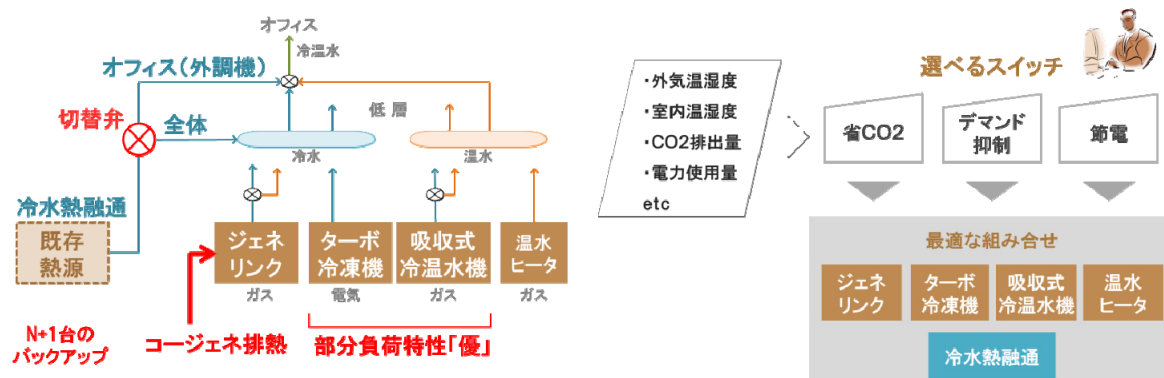 オフィス
冷温水
オフィス(外調機)
切替弁
全体
低 層
冷水
温水
冷水熱融通
既存
熱源
ジェネ
リンク
ターボ
冷凍機
吸収式
冷温水機
温水
ヒータ
ガス
電気
ガス
ガス
N+1台の
バックアップ
コージェネ排熱
部分負荷特性「優」
・外気温湿度
・室内温湿度
・CO2排出量
・電力使用量
etc
選べるスイッチ
省CO2
デマンド
抑制
節電
最適な組み合せ
ジェネ
リンク
ターボ
冷凍機
吸収式
冷温水機
温水
ヒータ
冷水熱融通